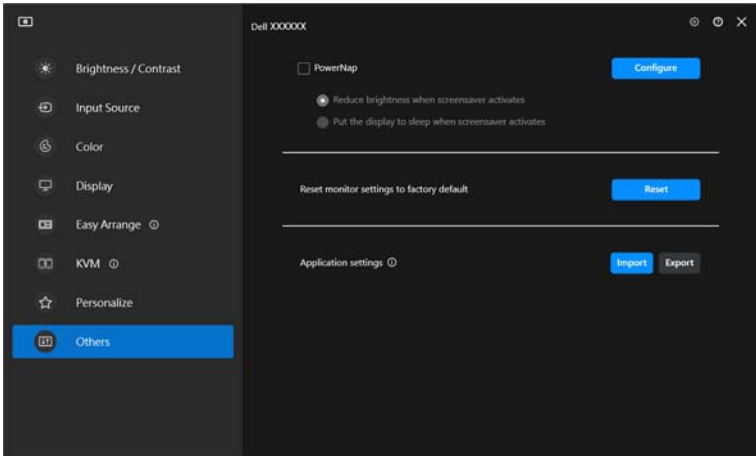 Dell XXXXXX
Brightness / Contrast
Input Source
Color
Display
Easy Arrange
KVM
Personalize
Others
PowerNap
Configure
Reduce brightness when screensaver activates
Put the display to sleep when screensaver activates
Reset monitor settings to factory default
Reset
Application settings
Import
Export